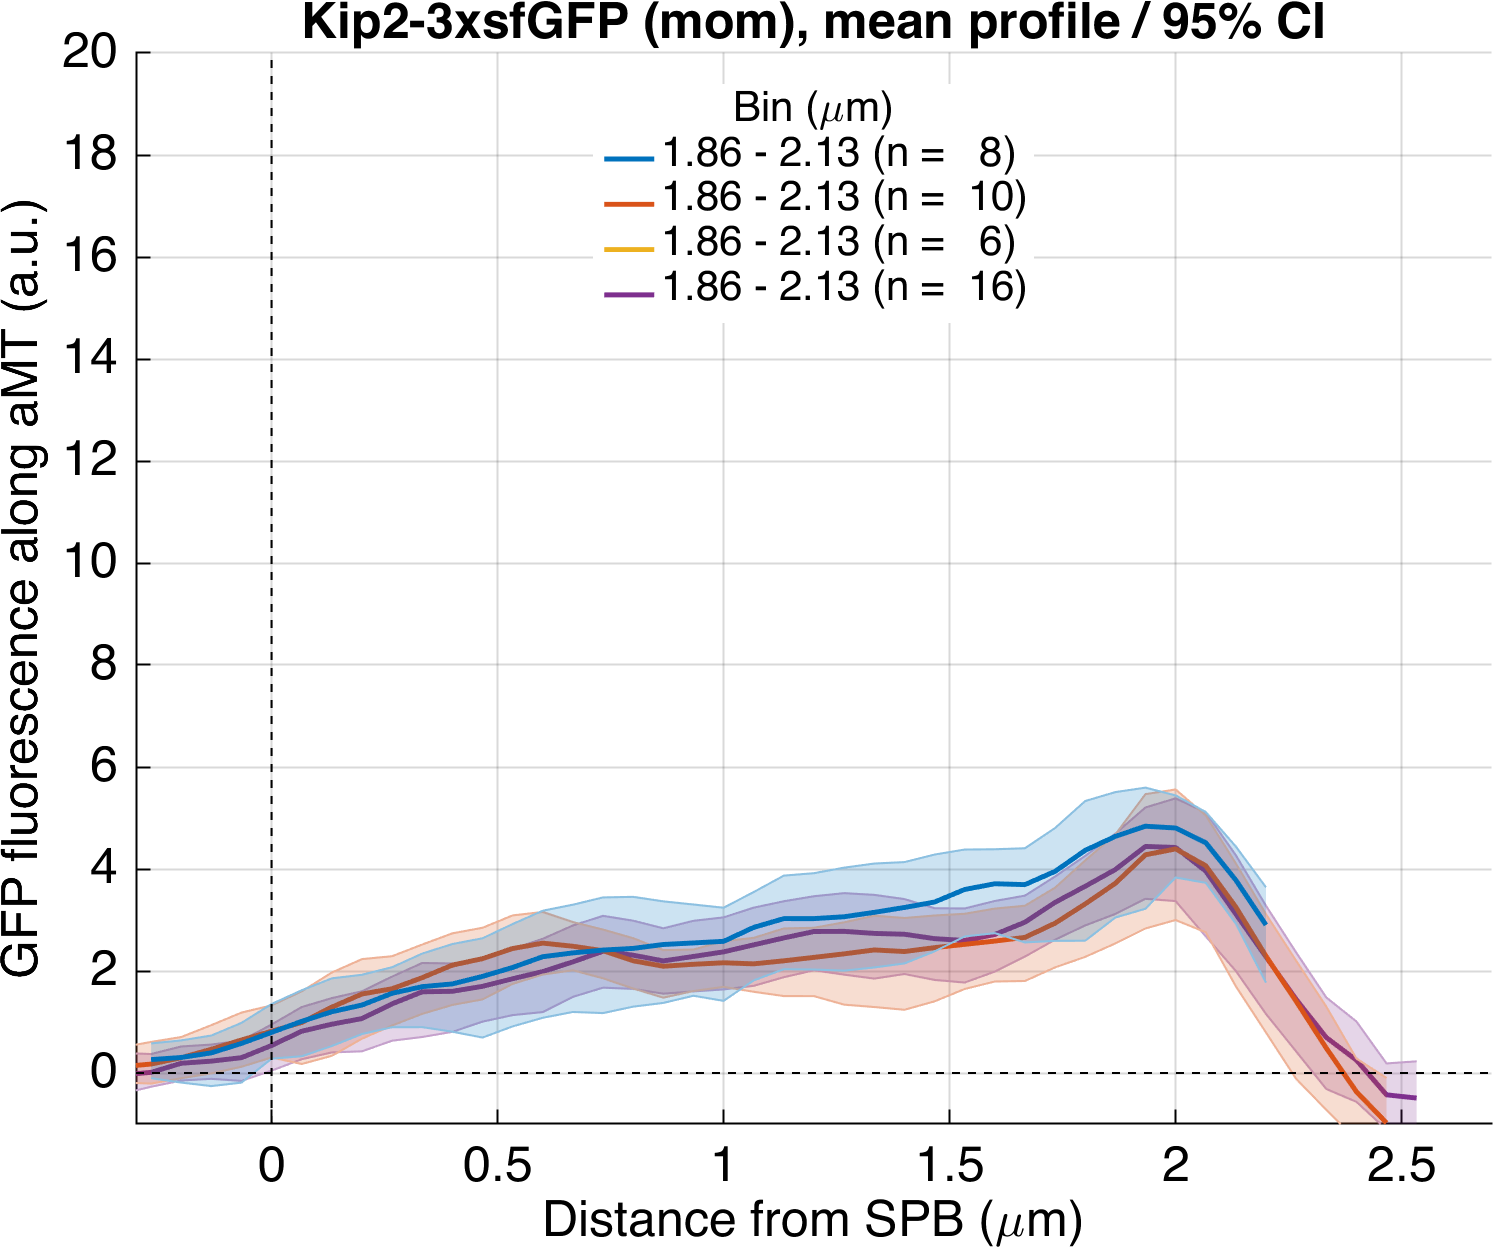 Kip2-3xsfGFP (mom), mean profile / 95% CI
Bin (μm)
1.86 - 2.13 (n = 8)
1.86 - 2.13 (n = 10)
1.86 - 2.13 (n = 6)
1.86 - 2.13 (n = 16)
GFP fluorescence along aMT (a.u.)
20
18
16
14
12
10
8
6
4
2
0
0 0.5 1 1.5 2 2.5
Distance from SPB (μm)